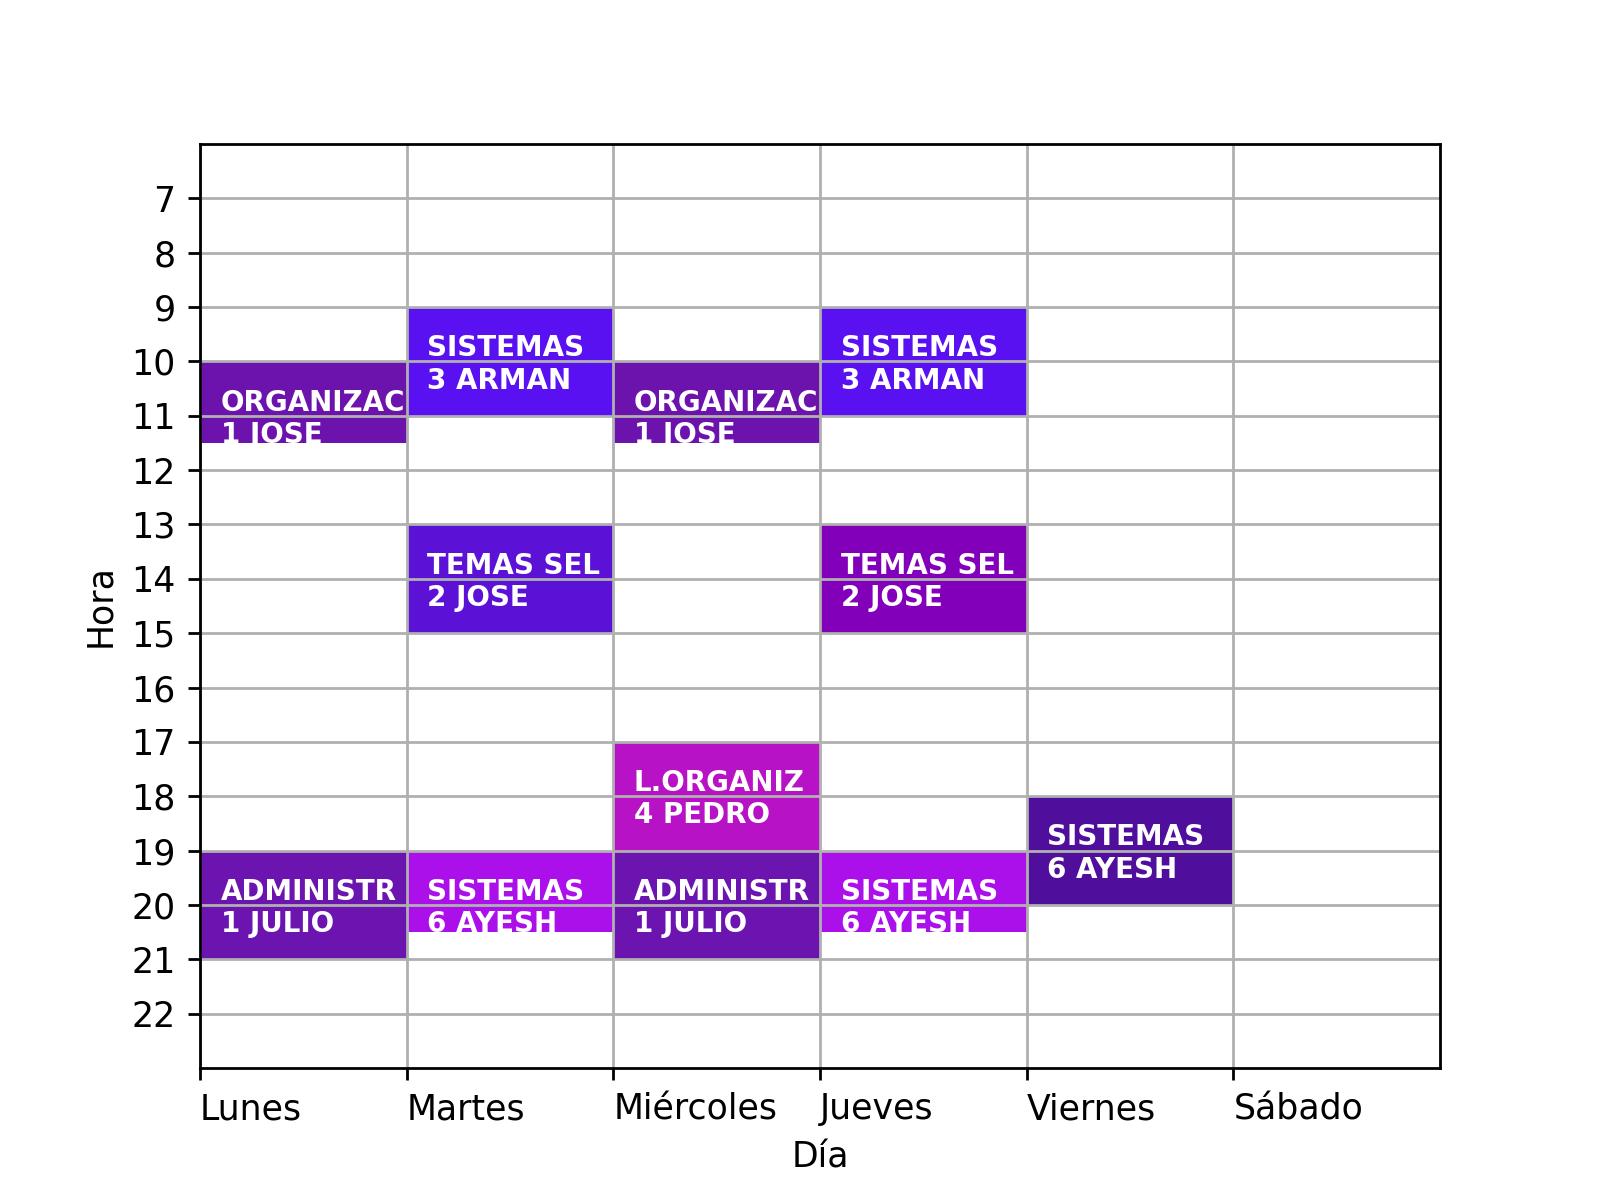 7
8
9
SISTEMAS
3 ARMAN
SISTEMAS
3 ARMAN
10
ORGANIZAC
1 JOSE
ORGANIZAC
1 JOSE
11
12
13
TEMAS SEL
2 JOSE
TEMAS SEL
2 JOSE
14
Hora
15
16
17
L.ORGANIZ
4 PEDRO
18
SISTEMAS
6 AYESH
19
ADMINISTR
1 JULIO
SISTEMAS
6 AYESH
ADMINISTR
1 JULIO
SISTEMAS
6 AYESH
20
21
22
Lunes Martes Miércoles Jueves Viernes Sábado
Día